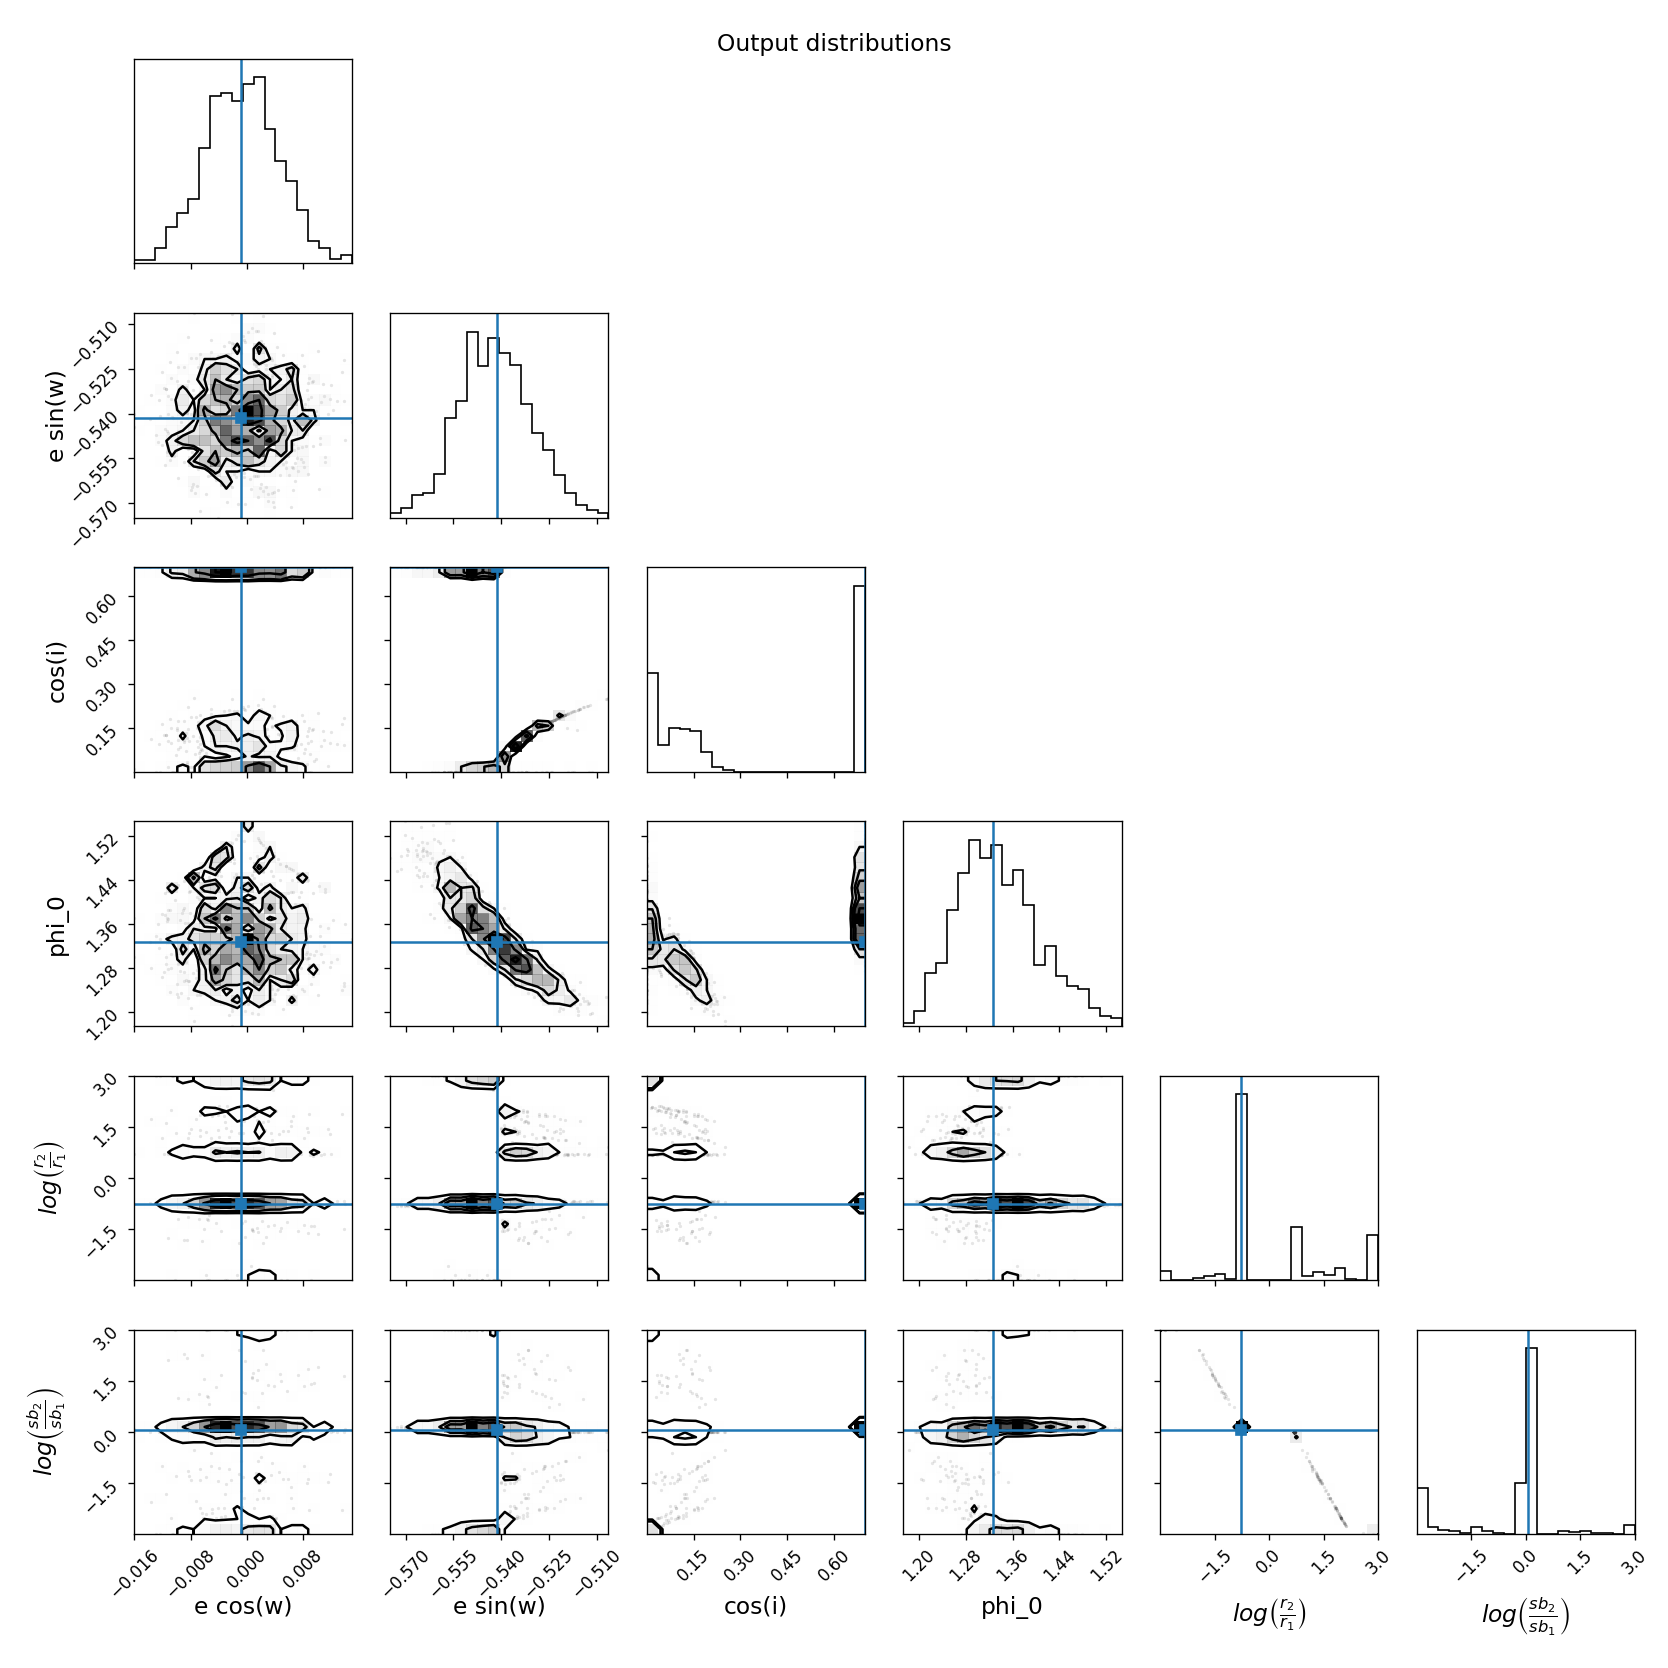 Output distributions
e sin(w)
−0.510
−0.525
−0.540
−0.555
−0.570
cos(i)
0.60
0.45
0.30
0.15
phi_0
1.52
1.44
1.36
1.28
1.20
log(r₂/r₁)
3.0
1.5
0.0
−1.5
log(sb₂/sb₁)
3.0
1.5
0.0
−1.5
−0.016 −0.008 0.000 0.008
−0.570 −0.555 −0.540 −0.525 −0.510
0.15 0.30 0.45 0.60
1.20 1.28 1.36 1.44 1.52
−1.5 0.0 1.5 3.0
−1.5 0.0 1.5 3.0
e cos(w)
e sin(w)
cos(i)
phi_0
log(r₂/r₁)
log(sb₂/sb₁)